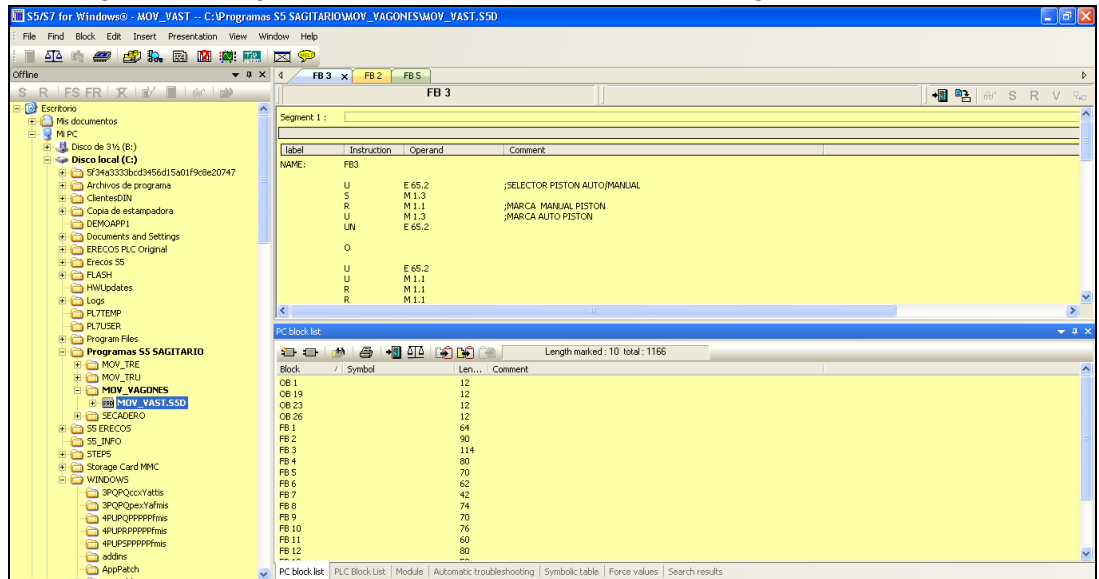 S5/S7 for Windows® - MOV_VAST -- C:\Programas S5 SAGITARIO\MOV_VAGONES\MOV_VAST.S5D
File Find Block Edit Insert Presentation View Window Help
Offline
FB 3 x FB 2 FB 5
S R FS FR
FB 3
S R V
Escritorio
Mis documentos
Mi PC
Disco de 3½ (B:)
Disco local (C:)
5f34a3333bcd3456d15a01f9c8e20747
Archivos de programa
ClientesDIN
Copia de estampadora
DEMOAPP1
Documents and Settings
ERECOS PLC Original
Erecos S5
FLASH
HWUpdates
Logs
PL7TEMP
PL7USER
Program Files
Programas S5 SAGITARIO
MOV_TRE
MOV_TRU
MOV_VAGONES
MOV_VAST.S5D
SECADERO
S5 ERECOS
S5_INFO
STEP5
Storage Card MMC
WINDOWS
3PQPQccxYattis
3PQPQpexYafmis
4PUPQPPPPPfmis
4PUPRPPPPPfmis
4PUPSPPPPPfmis
addins
AppPatch
Segment 1 :
label Instruction Operand Comment
NAME: FB3
U E 65.2 ;SELECTOR PISTON AUTO/MANUAL
S M 1.3
R M 1.1 ;MARCA MANUAL PISTON
U M 1.3 ;MARCA AUTO PISTON
UN E 65.2
O
U E 65.2
U M 1.1
R M 1.1
R M 1.1
PC block list
Length marked : 10 total : 1166
Block / Symbol Len... Comment
OB 1 12
OB 19 12
OB 23 12
OB 26 12
FB 1 64
FB 2 90
FB 3 114
FB 4 80
FB 5 70
FB 6 62
FB 7 42
FB 8 74
FB 9 70
FB 10 76
FB 11 60
FB 12 80
PC block list PLC Block List Module Automatic troubleshooting Symbolic table Force values Search results